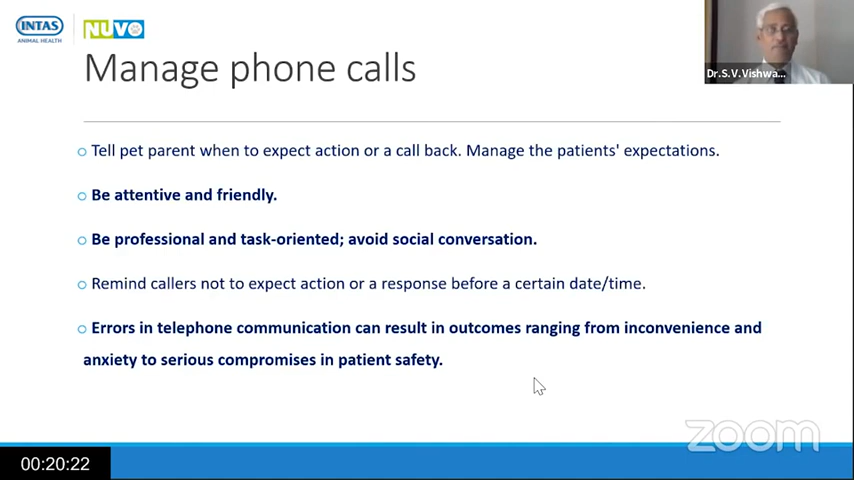 INTAS
ANIMAL HEALTH
NUVO
Manage phone calls
Dr.S.V.Vishwa...
Tell pet parent when to expect action or a call back. Manage the patients' expectations.
Be attentive and friendly.
Be professional and task-oriented; avoid social conversation.
Remind callers not to expect action or a response before a certain date/time.
Errors in telephone communication can result in outcomes ranging from inconvenience and
anxiety to serious compromises in patient safety.
zoom
00:20:22